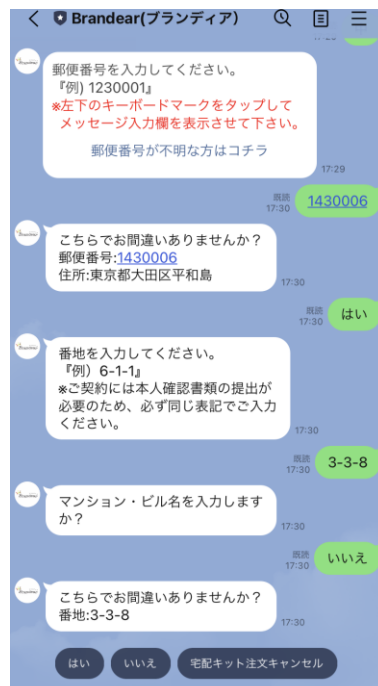 Brandear(ブランディア)
郵便番号を入力してください。
『例) 1230001』
※左下のキーボードマークをタップして
メッセージ入力欄を表示させて下さい。
郵便番号が不明な方はコチラ
17:29
既読
17:30
1430006
こちらでお間違いありませんか？
郵便番号:1430006
住所:東京都大田区平和島
17:30
既読
17:30
はい
番地を入力してください。
『例）6-1-1』
※ご契約には本人確認書類の提出が
必要のため、必ず同じ表記でご入力
ください。
17:30
既読
17:30
3-3-8
マンション・ビル名を入力します
か？
17:30
既読
17:30
いいえ
こちらでお間違いありませんか？
番地:3-3-8
17:30
はい
いいえ
宅配キット注文キャンセル